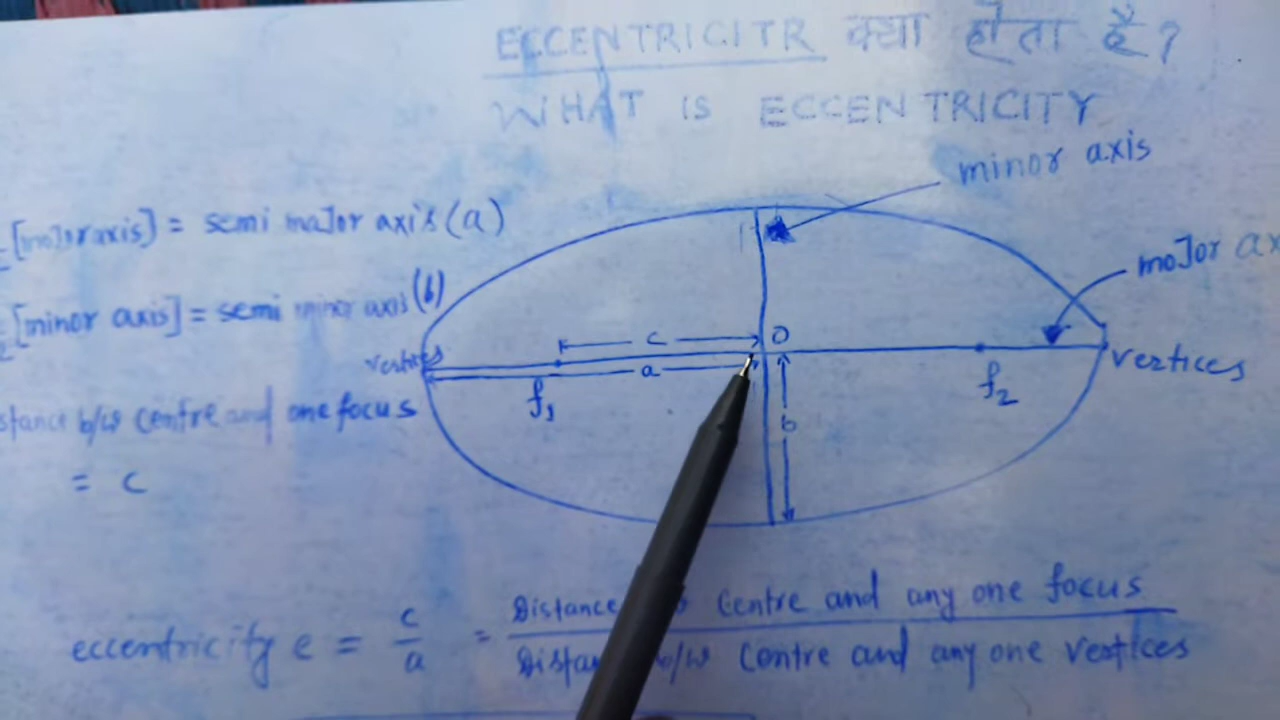 ECCENTRICITR क्या होता है?
WHAT IS ECCENTRICITY
minor axis
[major axis] = semi major axis (a)
major ax
[minor axis] = semi minor axis (b)
c
O
vertices
a
f1
f2
vertices
b
stance b/w centre and one focus
= c
eccentricity e = c/a = Distance Centre and any one focus
Distan b/w Centre and any one vertices